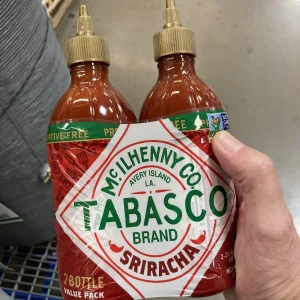 PRESERVATIVE-FREE
McILHENNY CO.
AVERY ISLAND
LA.
TABASCO
BRAND
SRIRACHA
2 BOTTLE
VALUE PACK